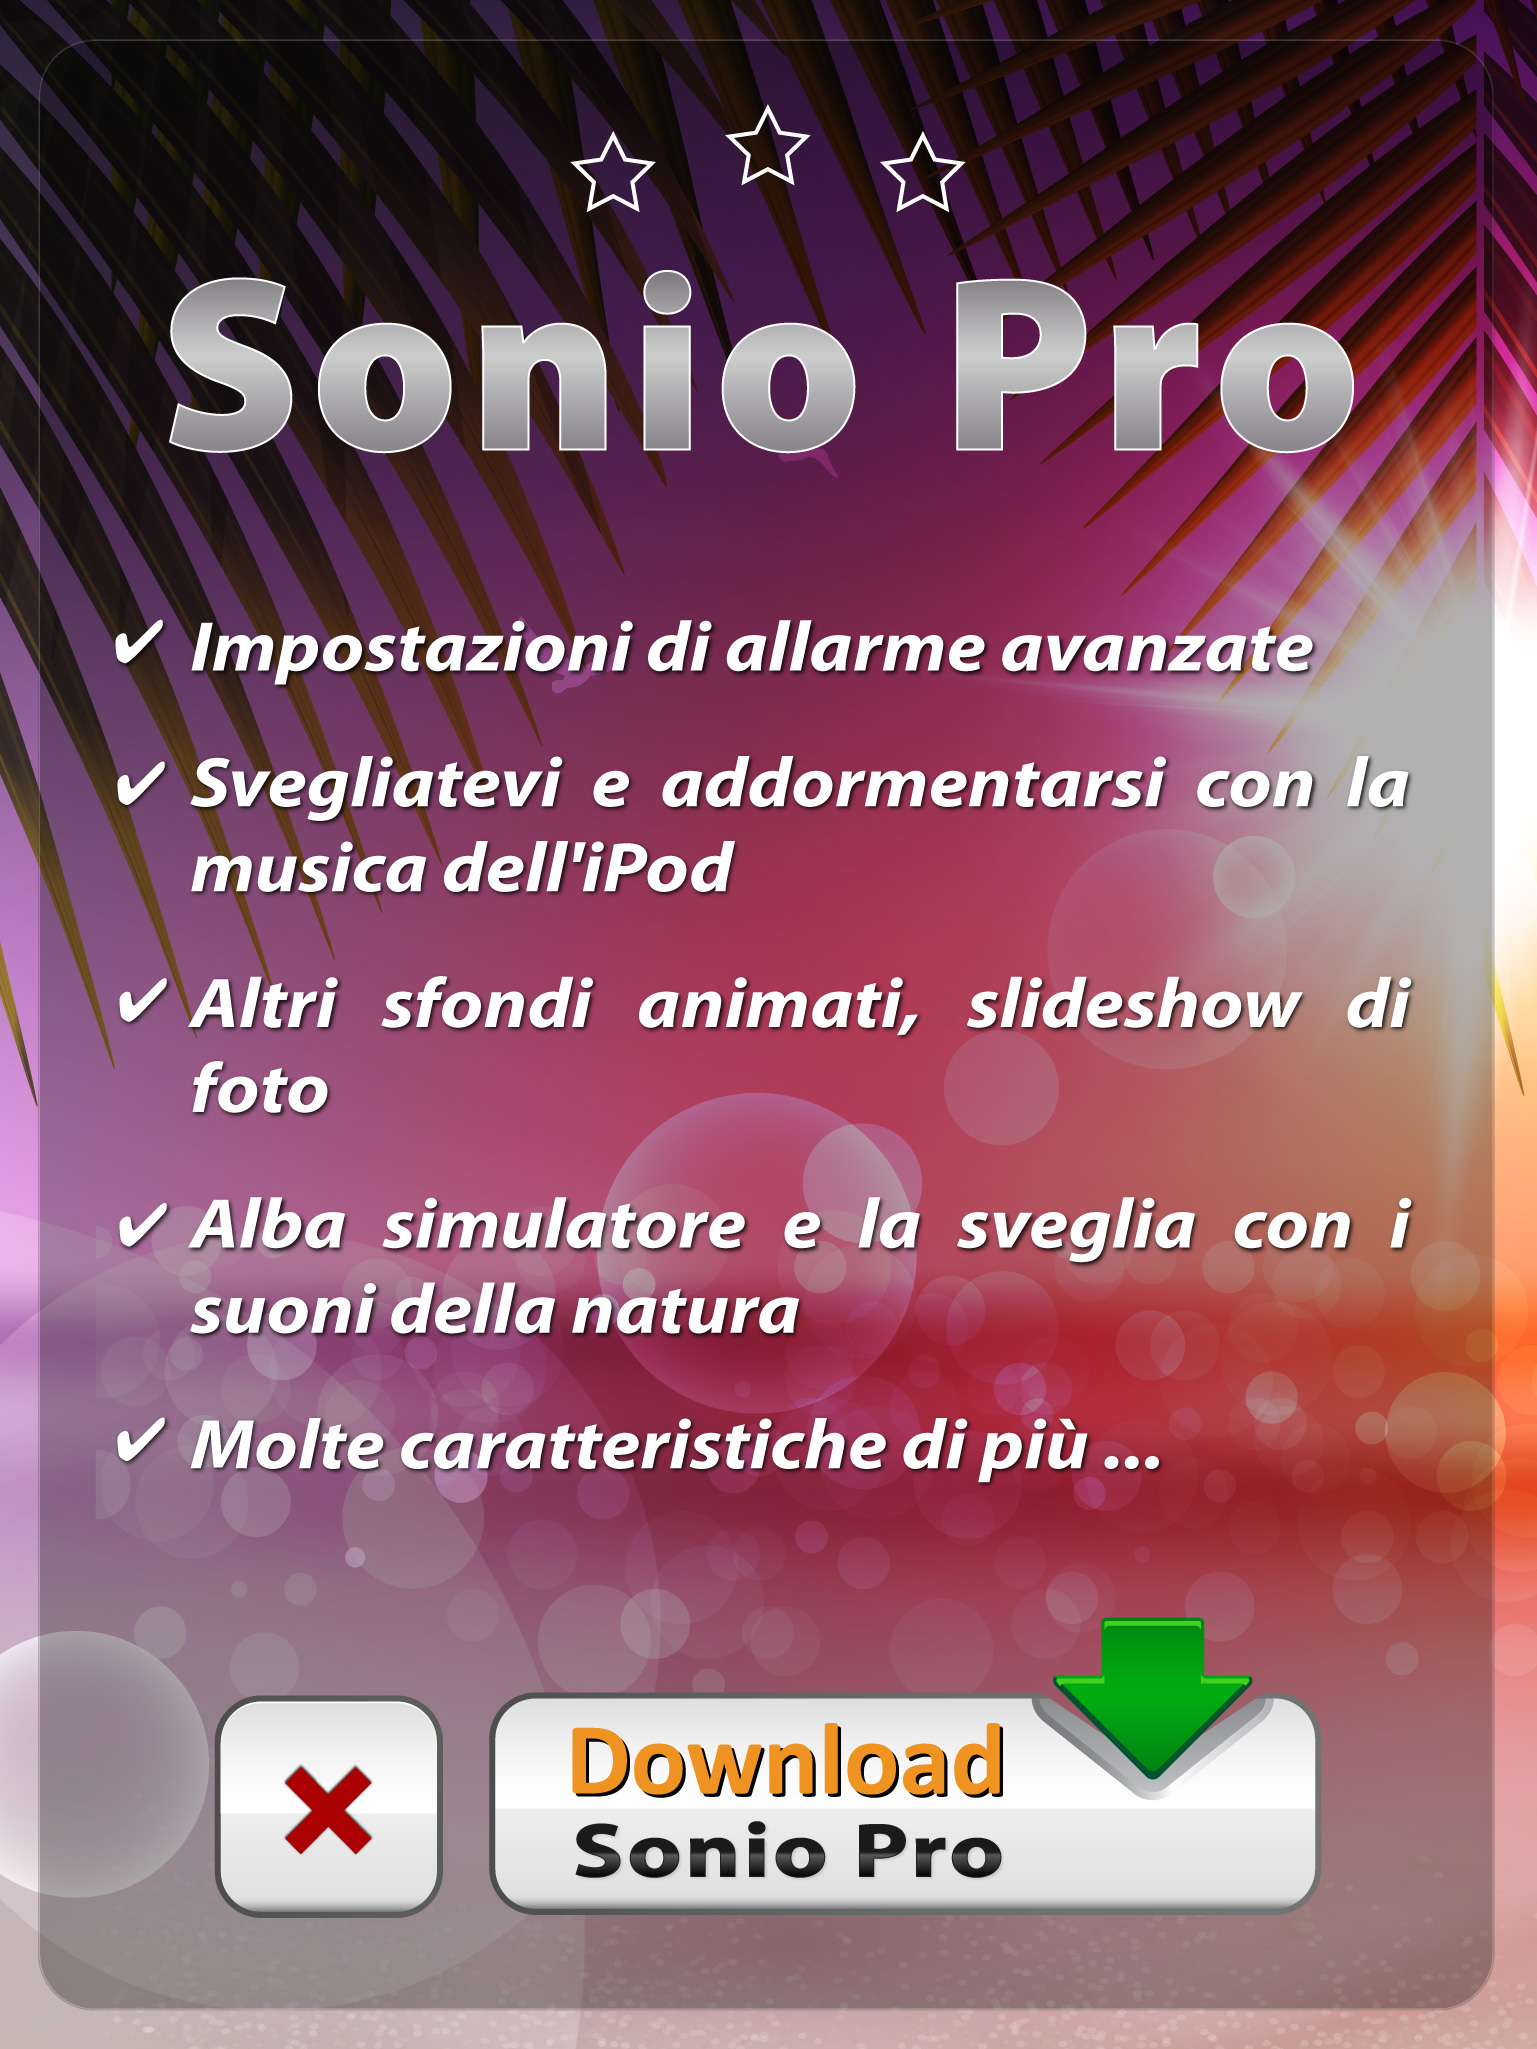 Sonio Pro
Impostazioni di allarme avanzate
Svegliatevi e addormentarsi con la
musica dell'iPod
Altri sfondi animati, slideshow di
foto
Alba simulatore e la sveglia con i
suoni della natura
Molte caratteristiche di più ...
Download
Sonio Pro